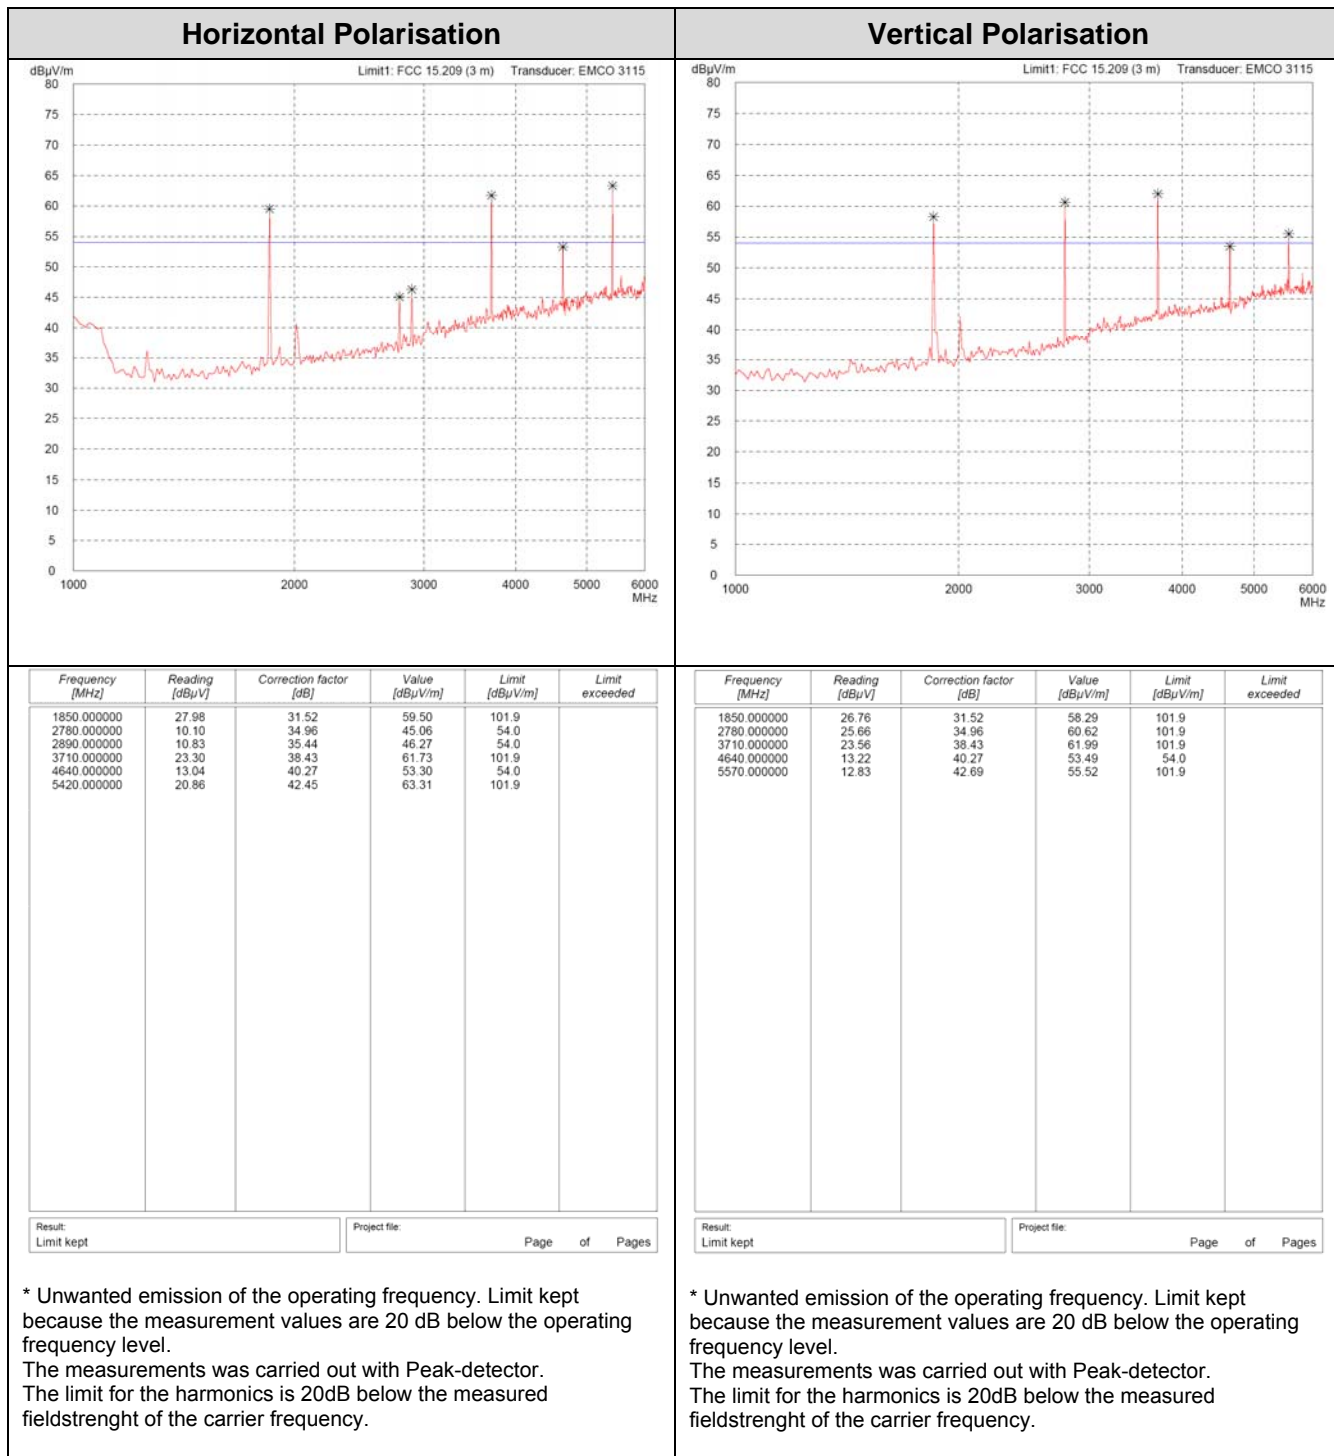 Horizontal Polarisation
dBµV/m Limit1: FCC 15.209 (3 m) Transducer: EMCO 3115
80
75
70
65
60
55
50
45
40
35
30
25
20
15
10
5
0
1000 2000 3000 4000 5000 6000
MHz
Frequency [MHz] Reading [dBµV] Correction factor [dB] Value [dBµV/m] Limit [dBµV/m] Limit exceeded
1850.000000 27.98 31.52 59.50 101.9
2780.000000 10.10 34.96 45.06 54.0
2890.000000 10.83 35.44 46.27 54.0
3710.000000 23.30 38.43 61.73 101.9
4640.000000 13.04 40.27 53.30 54.0
5420.000000 20.86 42.45 63.31 101.9
Result:
Limit kept
Project file:
Page of Pages
* Unwanted emission of the operating frequency. Limit kept
because the measurement values are 20 dB below the operating
frequency level.
The measurements was carried out with Peak-detector.
The limit for the harmonics is 20dB below the measured
fieldstrenght of the carrier frequency.
Vertical Polarisation
dBµV/m Limit1: FCC 15.209 (3 m) Transducer: EMCO 3115
80
75
70
65
60
55
50
45
40
35
30
25
20
15
10
5
0
1000 2000 3000 4000 5000 6000
MHz
Frequency [MHz] Reading [dBµV] Correction factor [dB] Value [dBµV/m] Limit [dBµV/m] Limit exceeded
1850.000000 26.76 31.52 58.29 101.9
2780.000000 25.66 34.96 60.62 101.9
3710.000000 23.56 38.43 61.99 101.9
4640.000000 13.22 40.27 53.49 54.0
5570.000000 12.83 42.69 55.52 101.9
Result:
Limit kept
Project file:
Page of Pages
* Unwanted emission of the operating frequency. Limit kept
because the measurement values are 20 dB below the operating
frequency level.
The measurements was carried out with Peak-detector.
The limit for the harmonics is 20dB below the measured
fieldstrenght of the carrier frequency.